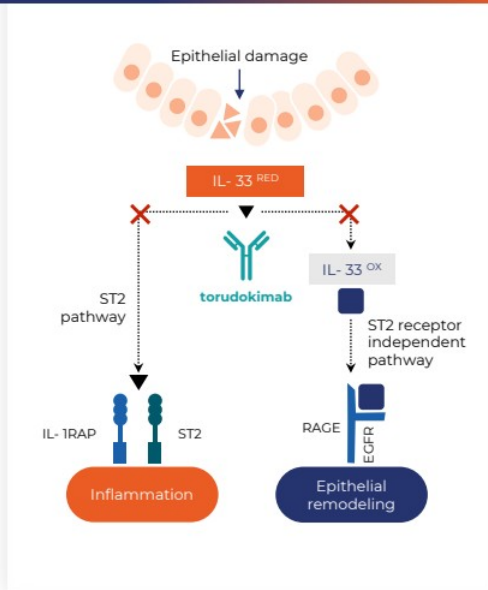 Epithelial damage
IL- 33 RED
torudokimab
IL- 33 OX
ST2
pathway
ST2 receptor
independent
pathway
IL- 1RAP
ST2
RAGE
EGFR
Inflammation
Epithelial
remodeling